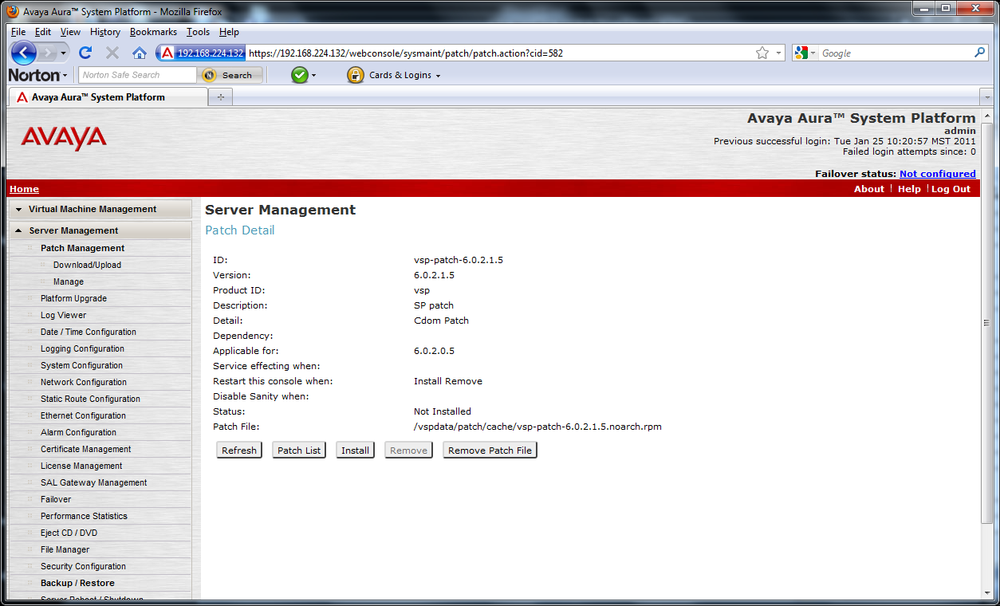 Avaya Aura™ System Platform - Mozilla Firefox
File Edit View History Bookmarks Tools Help
192.168.224.132 https://192.168.224.132/webconsole/sysmaint/patch/patch.action?cid=582 Google
Norton Norton Safe Search Search Cards & Logins
Avaya Aura™ System Platform
AVAYA
Avaya Aura™ System Platform
admin
Previous successful login: Tue Jan 25 10:20:57 MST 2011
Failed login attempts since: 0
Failover status: Not configured
Home About | Help | Log Out
Virtual Machine Management
Server Management
Patch Management
Download/Upload
Manage
Platform Upgrade
Log Viewer
Date / Time Configuration
Logging Configuration
System Configuration
Network Configuration
Static Route Configuration
Ethernet Configuration
Alarm Configuration
Certificate Management
License Management
SAL Gateway Management
Failover
Performance Statistics
Eject CD / DVD
File Manager
Security Configuration
Backup / Restore
Server Reboot / Shutdown
Server Management
Patch Detail
ID: vsp-patch-6.0.2.1.5
Version: 6.0.2.1.5
Product ID: vsp
Description: SP patch
Detail: Cdom Patch
Dependency:
Applicable for: 6.0.2.0.5
Service effecting when:
Restart this console when: Install Remove
Disable Sanity when:
Status: Not Installed
Patch File: /vspdata/patch/cache/vsp-patch-6.0.2.1.5.noarch.rpm
Refresh Patch List Install Remove Remove Patch File